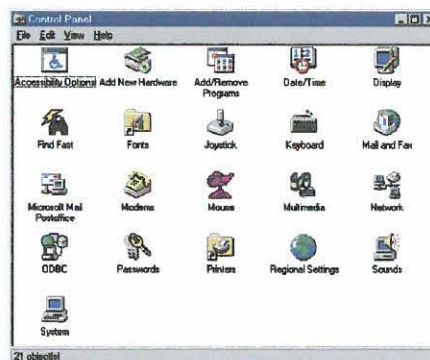 Control Panel
File Edit View Help
Accessibility Options Add New Hardware Add/Remove Programs Date/Time Display
Find Fast Fonts Joystick Keyboard Mail and Fax
Microsoft Mail Postoffice Modems Mouse Multimedia Network
ODBC Passwords Printers Regional Settings Sounds
System
21 object(s)